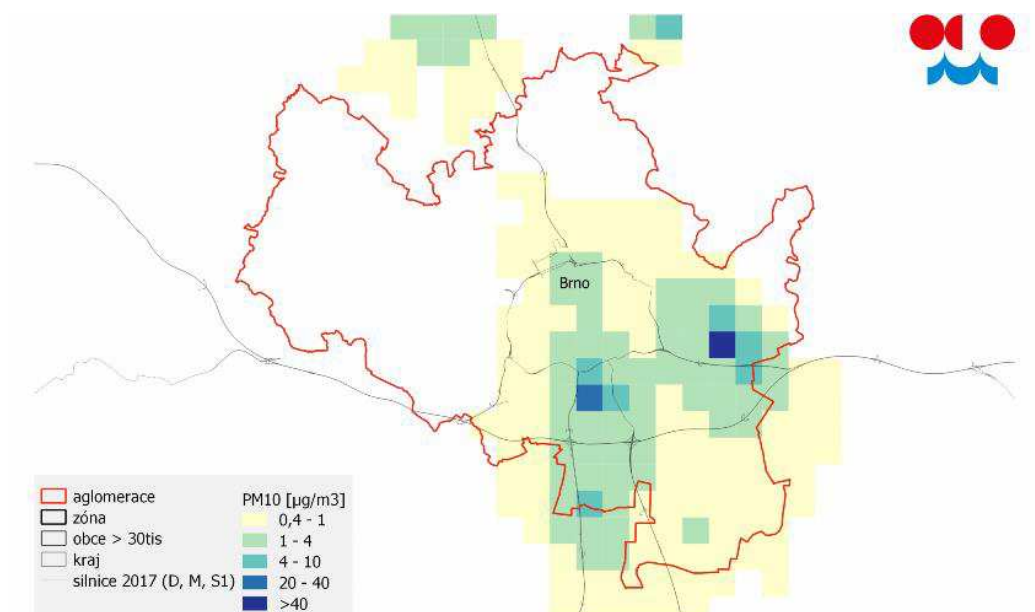 Brno
aglomerace
zóna
obce > 30tis
kraj
silnice 2017 (D, M, S1)
PM10 [µg/m3]
0,4 - 1
1 - 4
4 - 10
20 - 40
>40